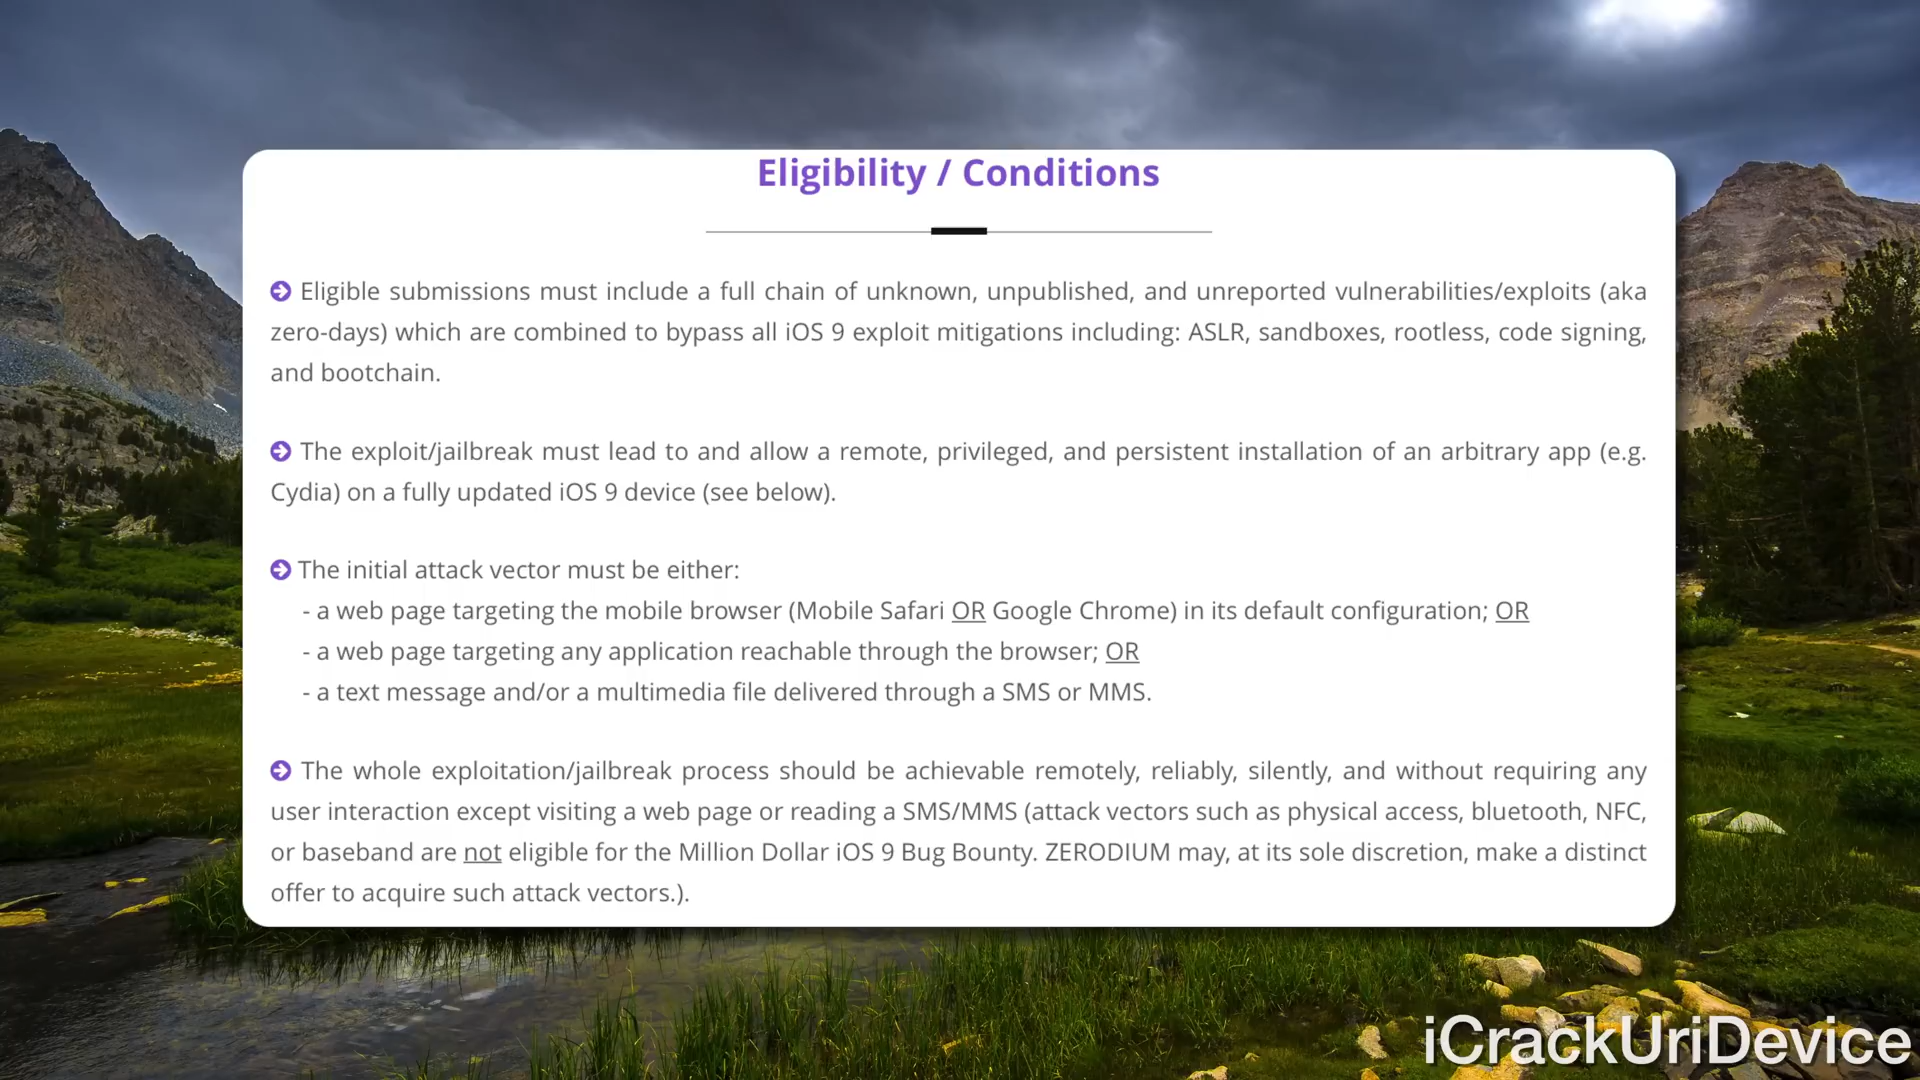 Eligibility / Conditions
Eligible submissions must include a full chain of unknown, unpublished, and unreported vulnerabilities/exploits (aka
zero-days) which are combined to bypass all iOS 9 exploit mitigations including: ASLR, sandboxes, rootless, code signing,
and bootchain.
The exploit/jailbreak must lead to and allow a remote, privileged, and persistent installation of an arbitrary app (e.g.
Cydia) on a fully updated iOS 9 device (see below).
The initial attack vector must be either:
- a web page targeting the mobile browser (Mobile Safari OR Google Chrome) in its default configuration; OR
- a web page targeting any application reachable through the browser; OR
- a text message and/or a multimedia file delivered through a SMS or MMS.
The whole exploitation/jailbreak process should be achievable remotely, reliably, silently, and without requiring any
user interaction except visiting a web page or reading a SMS/MMS (attack vectors such as physical access, bluetooth, NFC,
or baseband are not eligible for the Million Dollar iOS 9 Bug Bounty. ZERODIUM may, at its sole discretion, make a distinct
offer to acquire such attack vectors.).
iCrackUriDevice